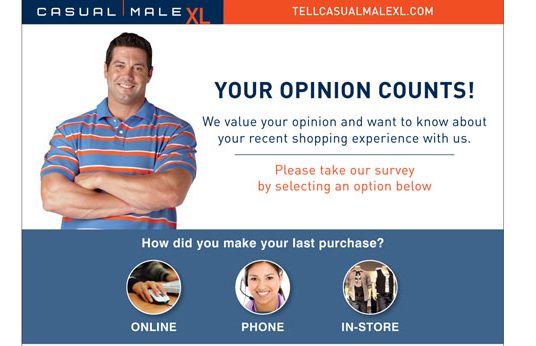 CASUAL MALE XL
TELLCASUALMALEXL.COM
YOUR OPINION COUNTS!
We value your opinion and want to know about
your recent shopping experience with us.
Please take our survey
by selecting an option below
How did you make your last purchase?
ONLINE
PHONE
IN-STORE